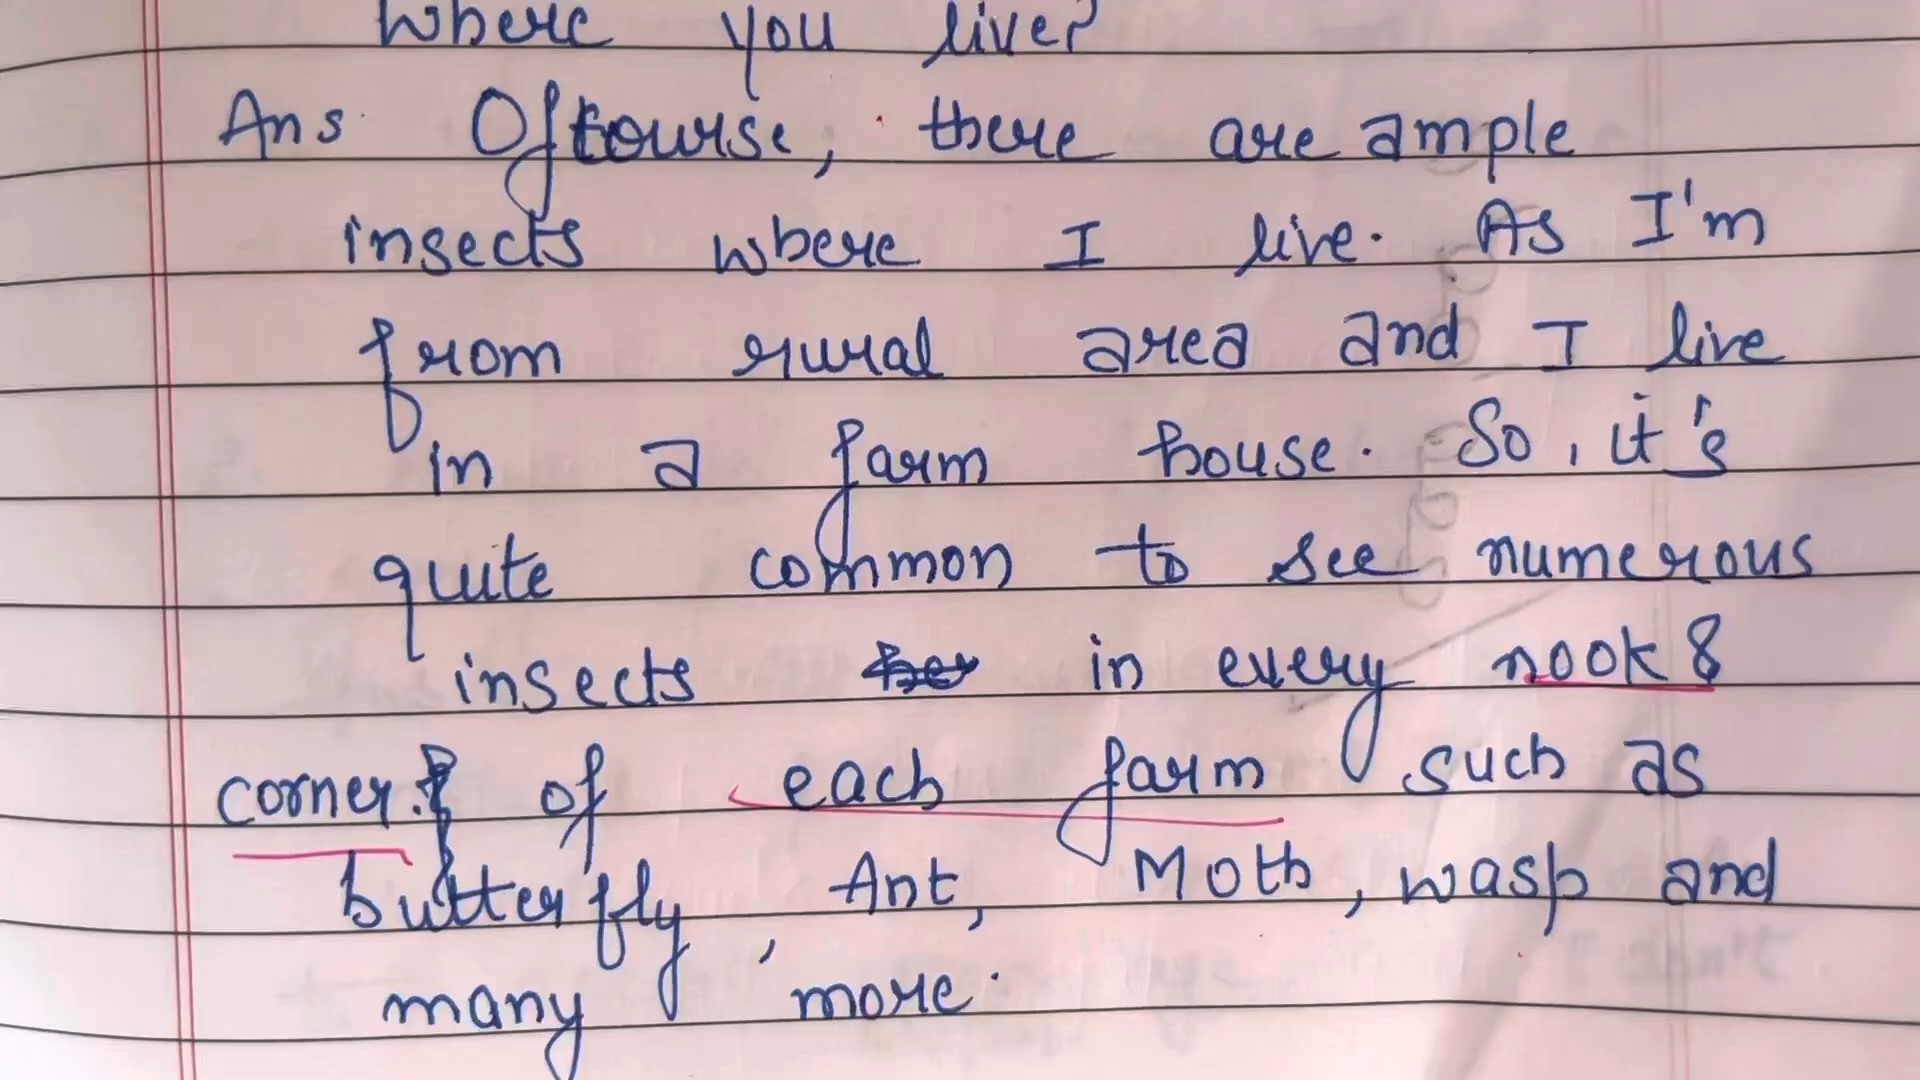 where you live?
Ans Ofcourse, there are ample
insects where I live. As I'm
from rural area and I live
in a farm house. So, it's
quite common to see numerous
insects in every nook &
corner. of each farm such as
butterfly, Ant, Moth, wasp and
many more.